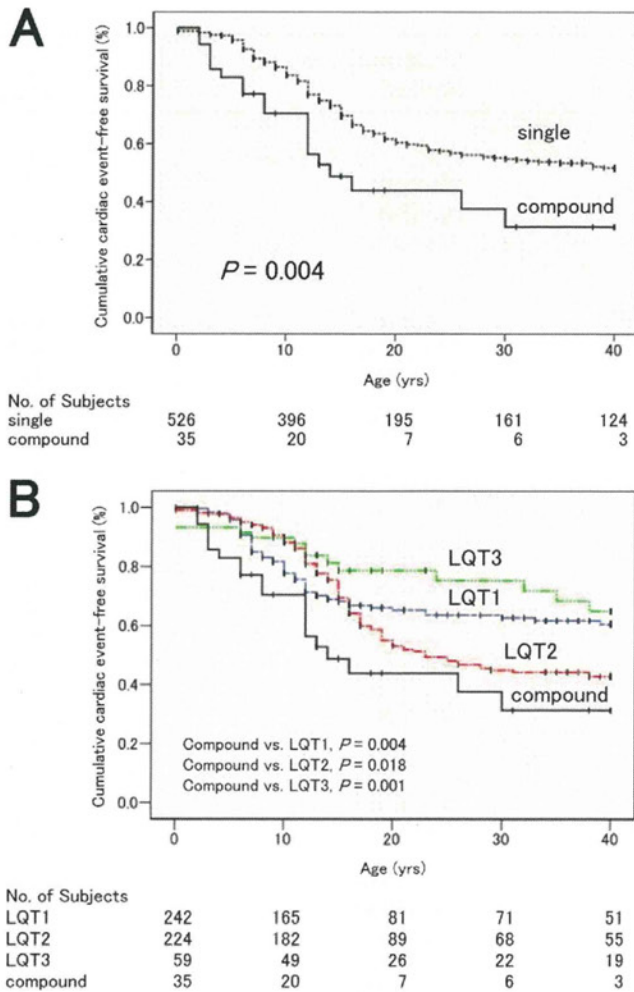 A
Cumulative cardiac event-free survival (%)
1.0
0.8
0.6
0.4
0.2
0.0
single
compound
P = 0.004
0 10 20 30 40
Age (yrs)
No. of Subjects
single 526 396 195 161 124
compound 35 20 7 6 3
B
Cumulative cardiac event-free survival (%)
1.0
0.8
0.6
0.4
0.2
0.0
LQT3
LQT1
LQT2
compound
Compound vs. LQT1, P = 0.004
Compound vs. LQT2, P = 0.018
Compound vs. LQT3, P = 0.001
0 10 20 30 40
Age (yrs)
No. of Subjects
LQT1 242 165 81 71 51
LQT2 224 182 89 68 55
LQT3 59 49 26 22 19
compound 35 20 7 6 3